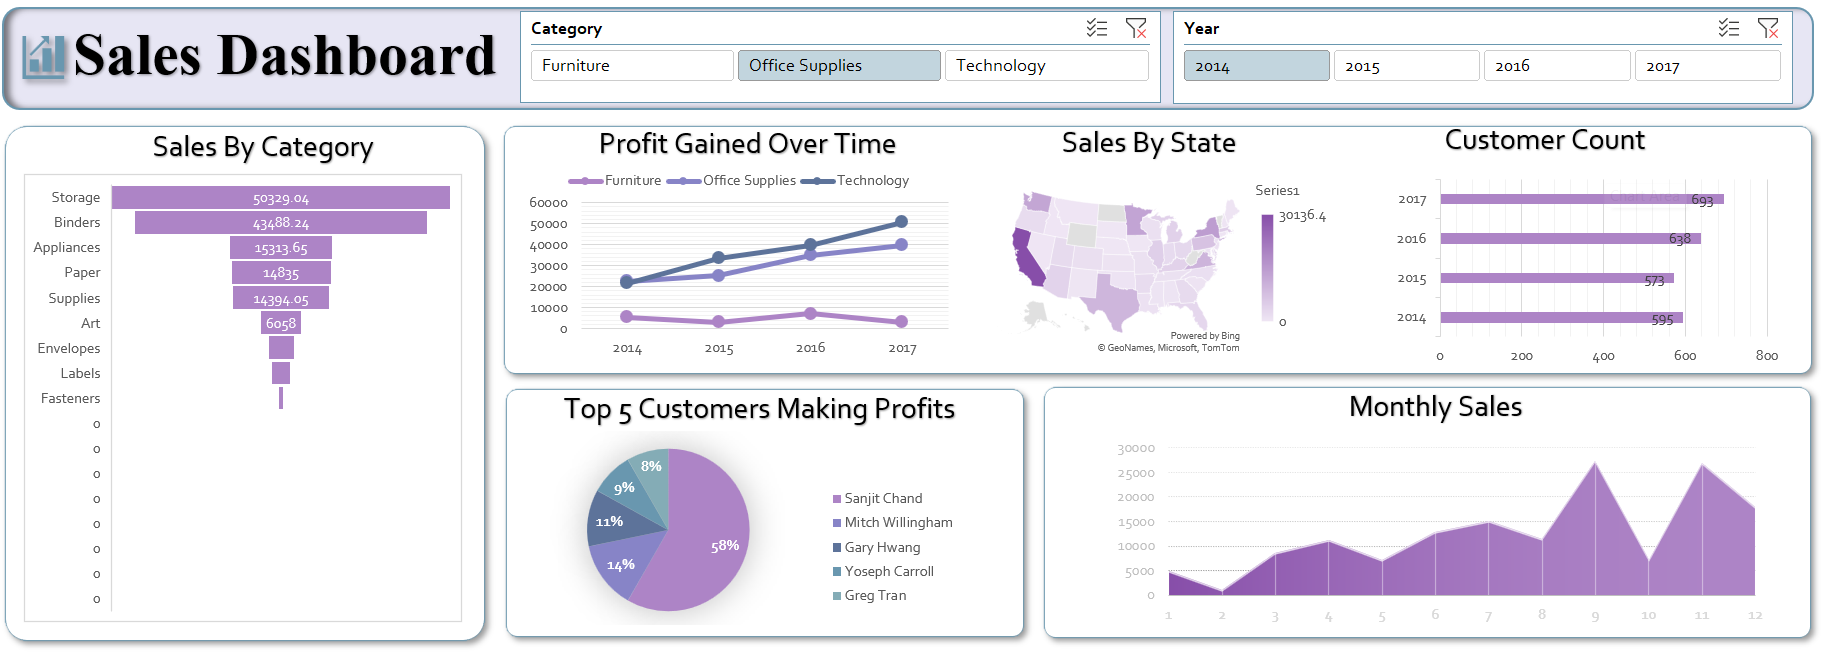 Sales Dashboard
Category
Furniture
Office Supplies
Technology
Year
2014
2015
2016
2017
Sales By Category
Storage 50329.04
Binders 43488.24
Appliances 15313.65
Paper 14835
Supplies 14394.05
Art 6058
Envelopes
Labels
Fasteners
0
0
0
0
0
0
0
0
Profit Gained Over Time
Furniture Office Supplies Technology
60000
50000
40000
30000
20000
10000
0
2014 2015 2016 2017
Sales By State
Series1
30136.4
0
Powered by Bing
© GeoNames, Microsoft, TomTom
Customer Count
Chart Area
2017 693
2016 638
2015 573
2014 595
0 200 400 600 800
Top 5 Customers Making Profits
8%
9%
11%
14%
58%
Sanjit Chand
Mitch Willingham
Gary Hwang
Yoseph Carroll
Greg Tran
Monthly Sales
30000
25000
20000
15000
10000
5000
0
1 2 3 4 5 6 7 8 9 10 11 12